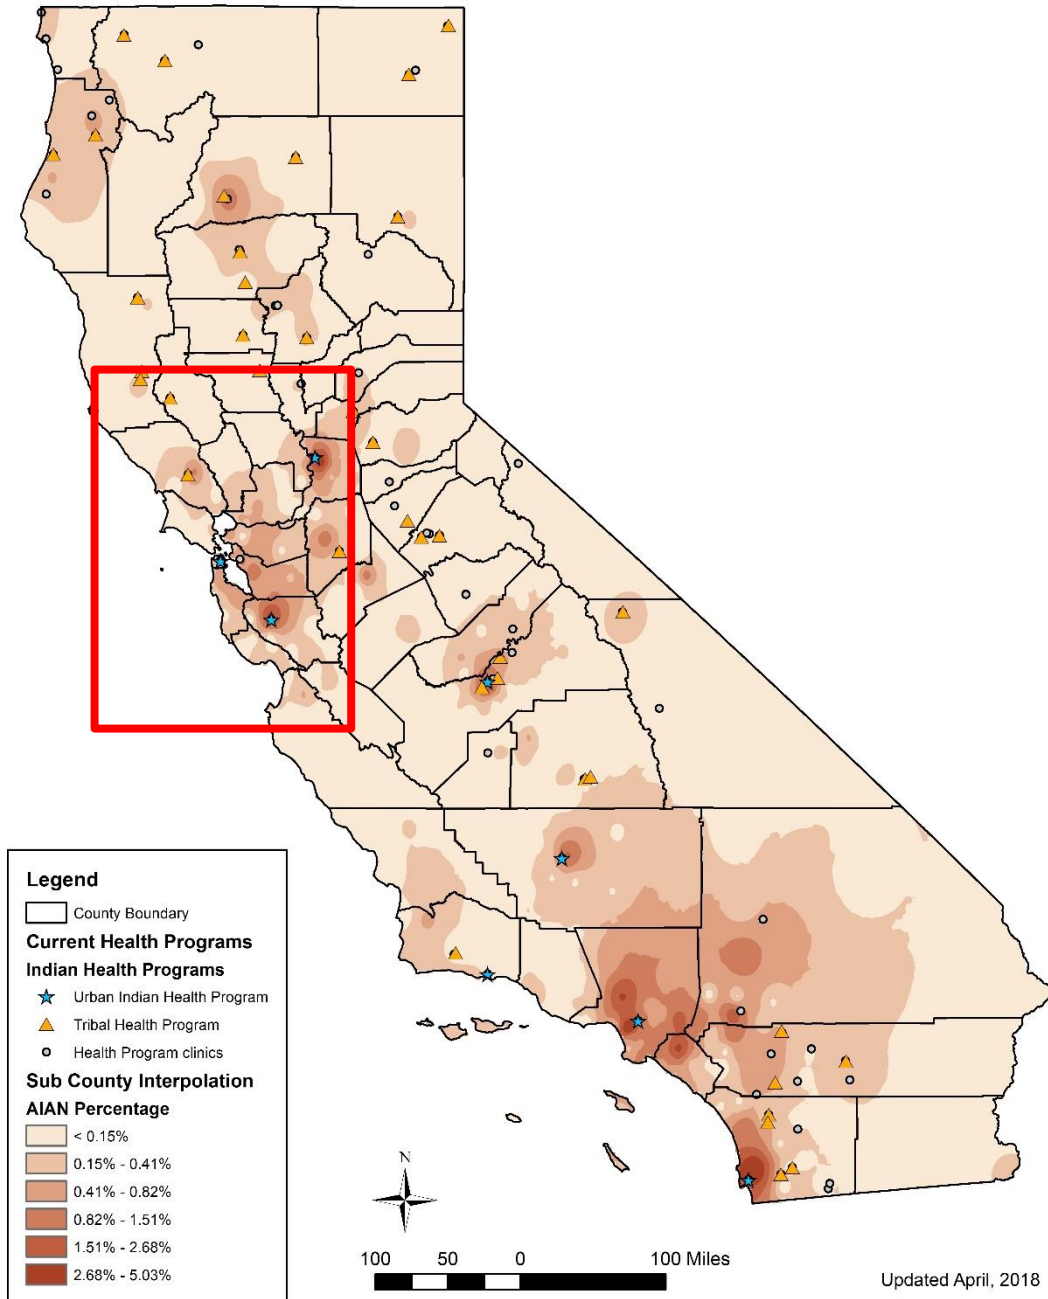 Legend
County Boundary
Current Health Programs
Indian Health Programs
Urban Indian Health Program
Tribal Health Program
Health Program clinics
Sub County Interpolation
AIAN Percentage
< 0.15%
0.15% - 0.41%
0.41% - 0.82%
0.82% - 1.51%
1.51% - 2.68%
2.68% - 5.03%
N
100 50 0 100 Miles
Updated April, 2018